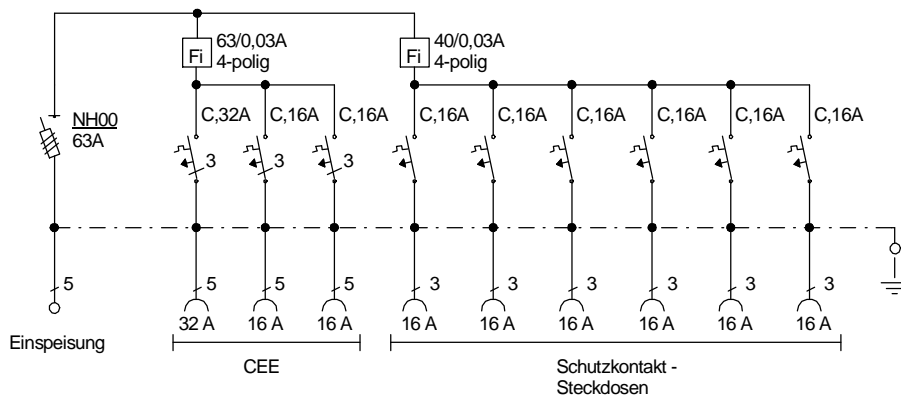 63/0,03A
4-polig
Fi
40/0,03A
4-polig
Fi
NH00
63A
C,32A C,16A C,16A C,16A C,16A C,16A C,16A C,16A C,16A
3 3 3
5 5 5 5 3 3 3 3 3 3
32 A 16 A 16 A 16 A 16 A 16 A 16 A 16 A 16 A
Einspeisung
CEE
Schutzkontakt -
Steckdosen